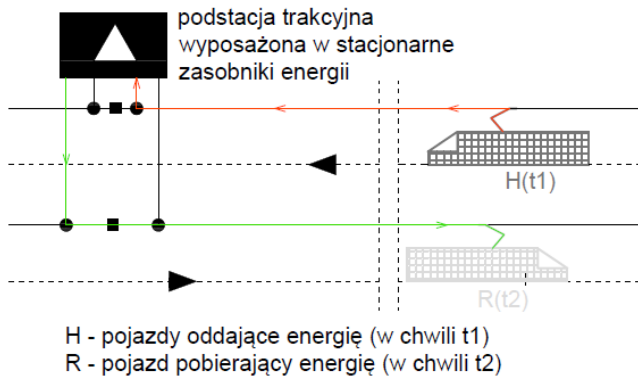 podstacja trakcyjna
wyposażona w stacjonarne
zasobniki energii
H(t1)
R(t2)
H - pojazdy oddające energię (w chwili t1)
R - pojazd pobierający energię (w chwili t2)